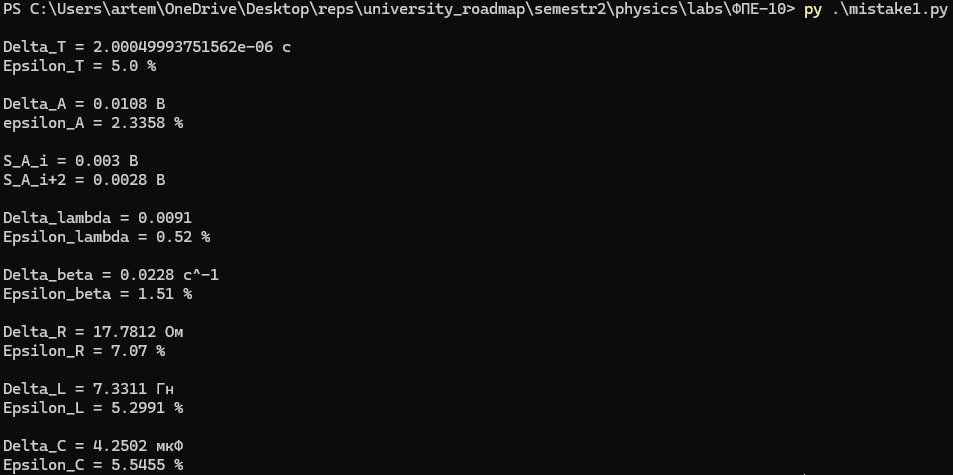 PS C:\Users\artem\OneDrive\Desktop\reps\university_roadmap\semestr2\physics\labs\ФПЕ-10> py .\mistake1.py
Delta_T = 2.00049993751562e-06 с
Epsilon_T = 5.0 %
Delta_A = 0.0108 В
epsilon_A = 2.3358 %
S_A_i = 0.003 В
S_A_i+2 = 0.0028 В
Delta_lambda = 0.0091
Epsilon_lambda = 0.52 %
Delta_beta = 0.0228 с^-1
Epsilon_beta = 1.51 %
Delta_R = 17.7812 Ом
Epsilon_R = 7.07 %
Delta_L = 7.3311 Гн
Epsilon_L = 5.2991 %
Delta_C = 4.2502 мкФ
Epsilon_C = 5.5455 %